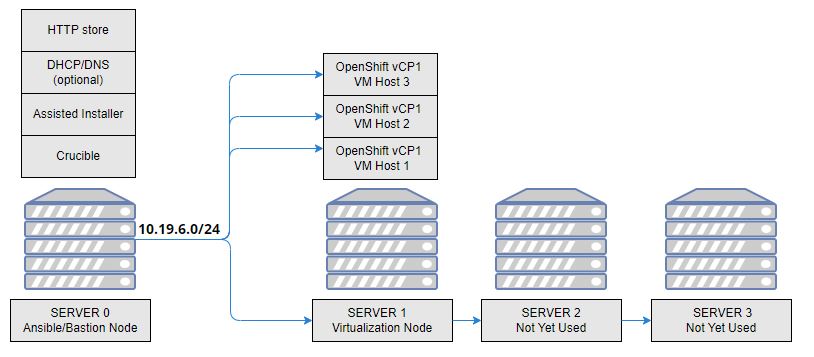 HTTP store
DHCP/DNS
(optional)
Assisted Installer
Crucible
10.19.6.0/24
OpenShift vCP1
VM Host 3
OpenShift vCP1
VM Host 2
OpenShift vCP1
VM Host 1
SERVER 0
Ansible/Bastion Node
SERVER 1
Virtualization Node
SERVER 2
Not Yet Used
SERVER 3
Not Yet Used